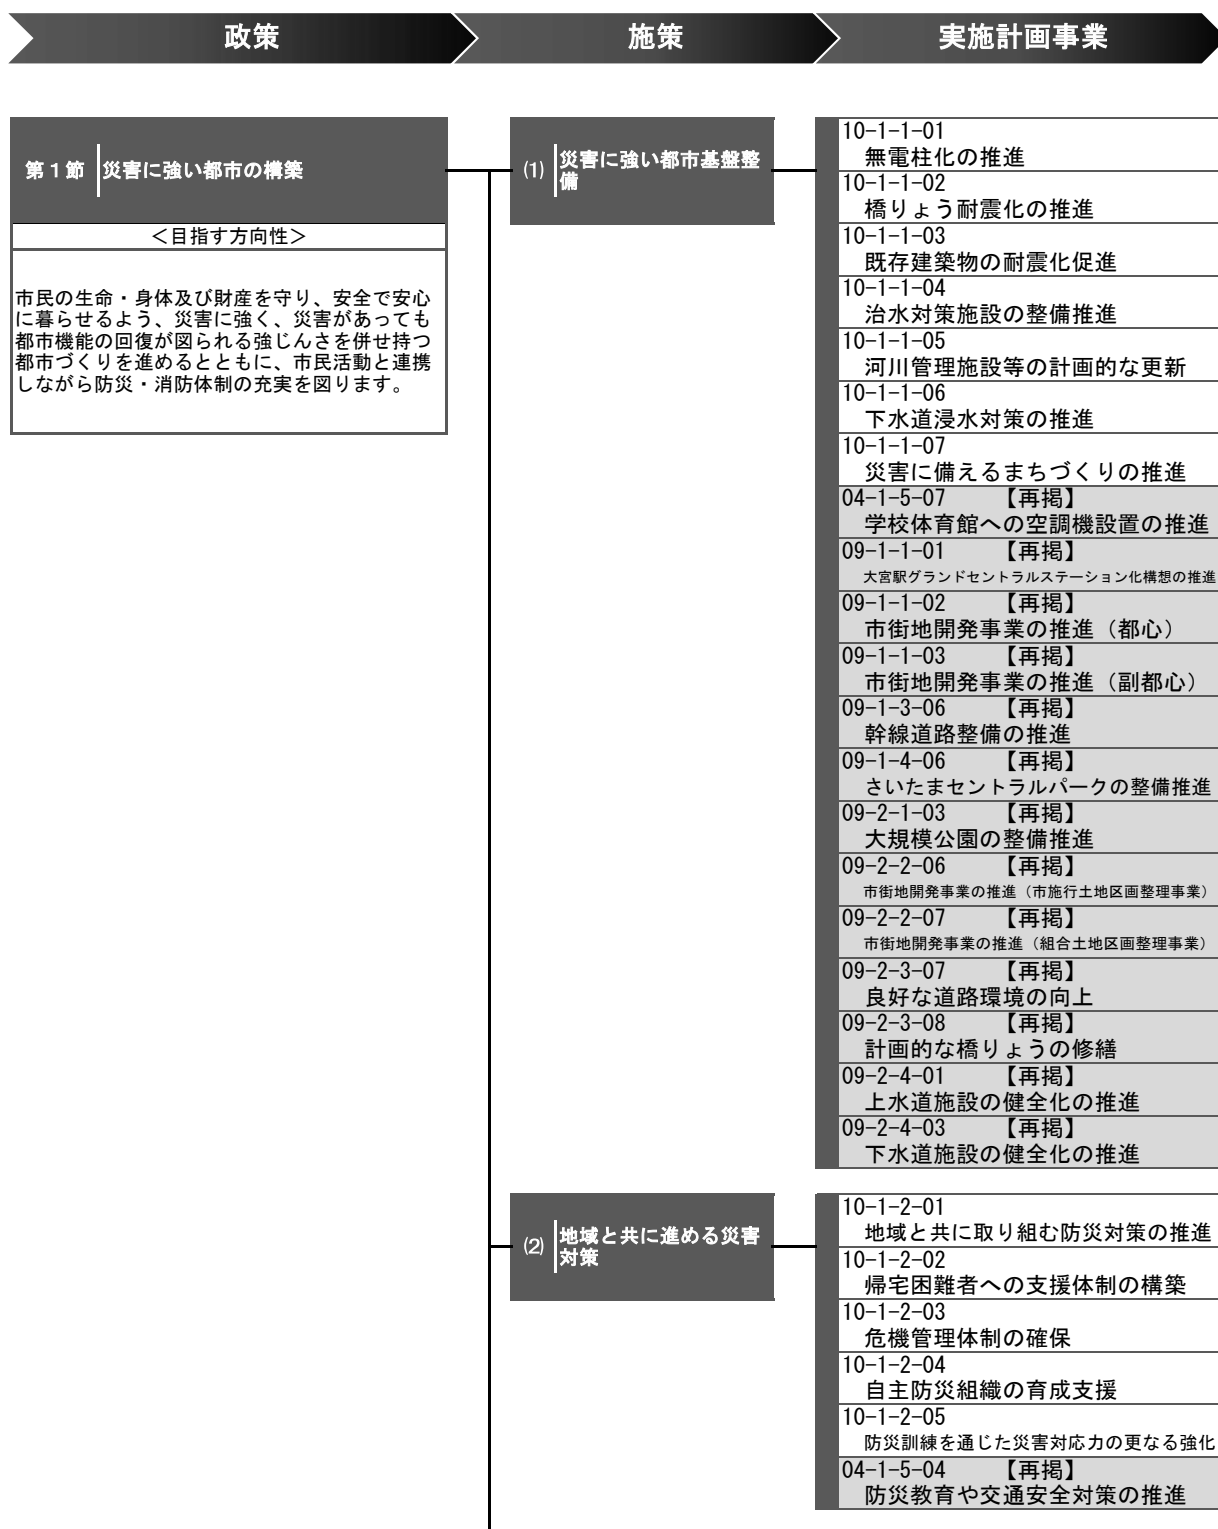 政策
施策
実施計画事業
第1節
災害に強い都市の構築
＜目指す方向性＞
市民の生命・身体及び財産を守り、安全で安心
に暮らせるよう、災害に強く、災害があっても
都市機能の回復が図られる強じんさを併せ持つ
都市づくりを進めるとともに、市民活動と連携
しながら防災・消防体制の充実を図ります。
⑴
災害に強い都市基盤整
備
10-1-1-01
無電柱化の推進
10-1-1-02
橋りょう耐震化の推進
10-1-1-03
既存建築物の耐震化促進
10-1-1-04
治水対策施設の整備推進
10-1-1-05
河川管理施設等の計画的な更新
10-1-1-06
下水道浸水対策の推進
10-1-1-07
災害に備えるまちづくりの推進
04-1-5-07 【再掲】
学校体育館への空調機設置の推進
09-1-1-01 【再掲】
大宮駅グランドセントラルステーション化構想の推進
09-1-1-02 【再掲】
市街地開発事業の推進（都心）
09-1-1-03 【再掲】
市街地開発事業の推進（副都心）
09-1-3-06 【再掲】
幹線道路整備の推進
09-1-4-06 【再掲】
さいたまセントラルパークの整備推進
09-2-1-03 【再掲】
大規模公園の整備推進
09-2-2-06 【再掲】
市街地開発事業の推進（市施行土地区画整理事業）
09-2-2-07 【再掲】
市街地開発事業の推進（組合土地区画整理事業）
09-2-3-07 【再掲】
良好な道路環境の向上
09-2-3-08 【再掲】
計画的な橋りょうの修繕
09-2-4-01 【再掲】
上水道施設の健全化の推進
09-2-4-03 【再掲】
下水道施設の健全化の推進
⑵
地域と共に進める災害
対策
10-1-2-01
地域と共に取り組む防災対策の推進
10-1-2-02
帰宅困難者への支援体制の構築
10-1-2-03
危機管理体制の確保
10-1-2-04
自主防災組織の育成支援
10-1-2-05
防災訓練を通じた災害対応力の更なる強化
04-1-5-04 【再掲】
防災教育や交通安全対策の推進